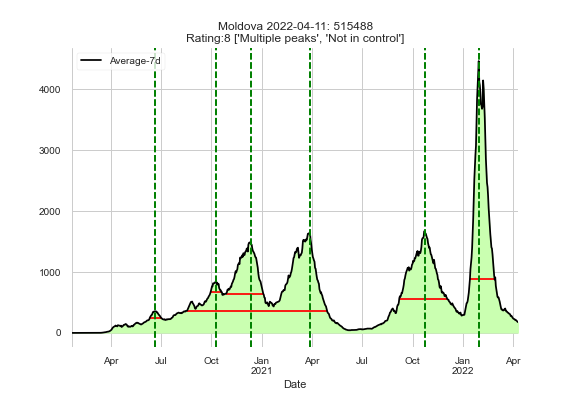 Moldova 2022-04-11: 515488
Rating:8 ['Multiple peaks', 'Not in control']
Average-7d
4000
3000
2000
1000
0
Apr Jul Oct Jan Apr Jul Oct Jan Apr
2021 2022
Date